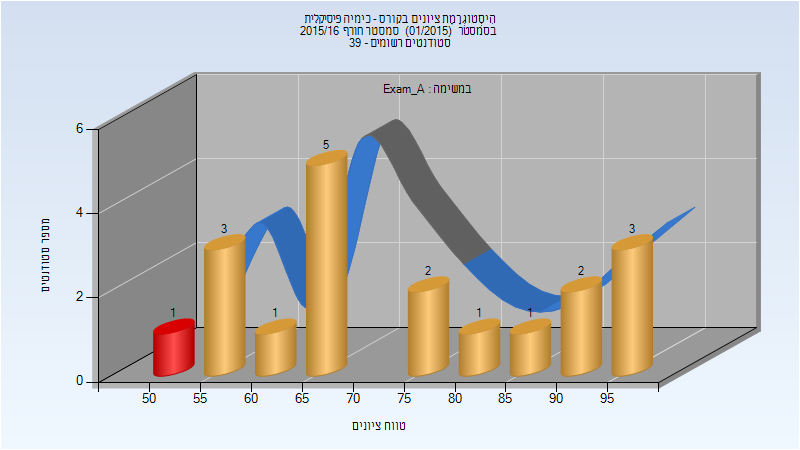 היסטוגרמת ציונים בקורס - כימיה פיסיקלית
בסמסטר (01/2015) סמסטר חורף 2015/16
סטודנטים רשומים - 39
במשימה : Exam_A
מספר סטודנטים
6
4
2
0
1
3
1
5
2
1
1
2
3
50 55 60 65 70 75 80 85 90 95
טווח ציונים